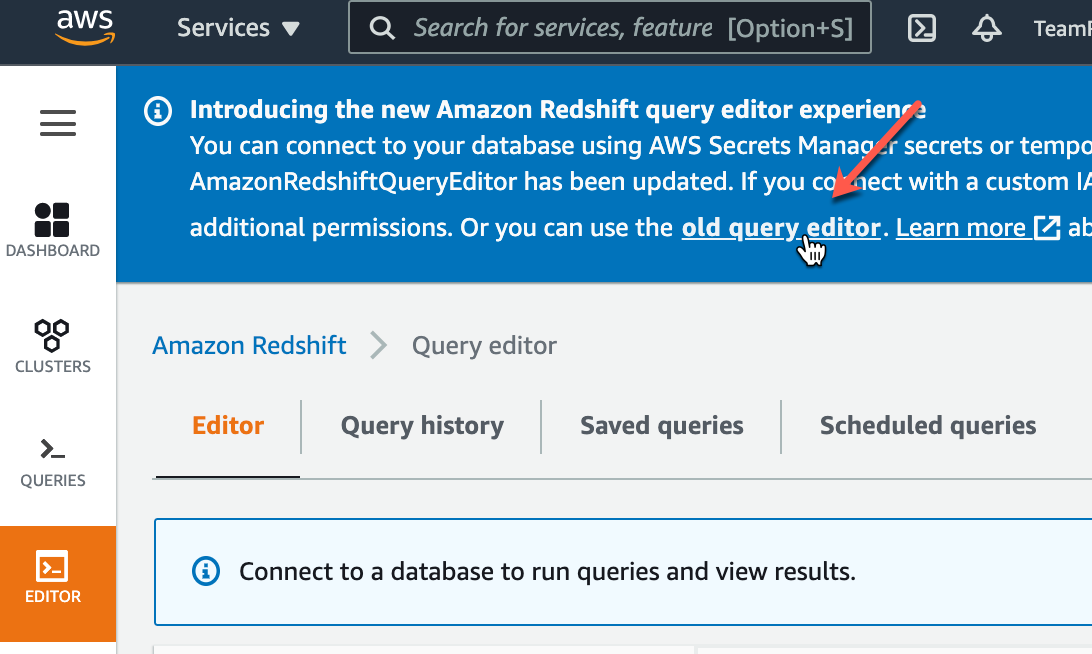 aws
Services ▼
Search for services, feature [Option+S]
Introducing the new Amazon Redshift query editor experience
You can connect to your database using AWS Secrets Manager secrets or tempo
AmazonRedshiftQueryEditor has been updated. If you connect with a custom IA
additional permissions. Or you can use the old query editor. Learn more ab
DASHBOARD
CLUSTERS
QUERIES
EDITOR
Amazon Redshift > Query editor
Editor
Query history
Saved queries
Scheduled queries
Connect to a database to run queries and view results.